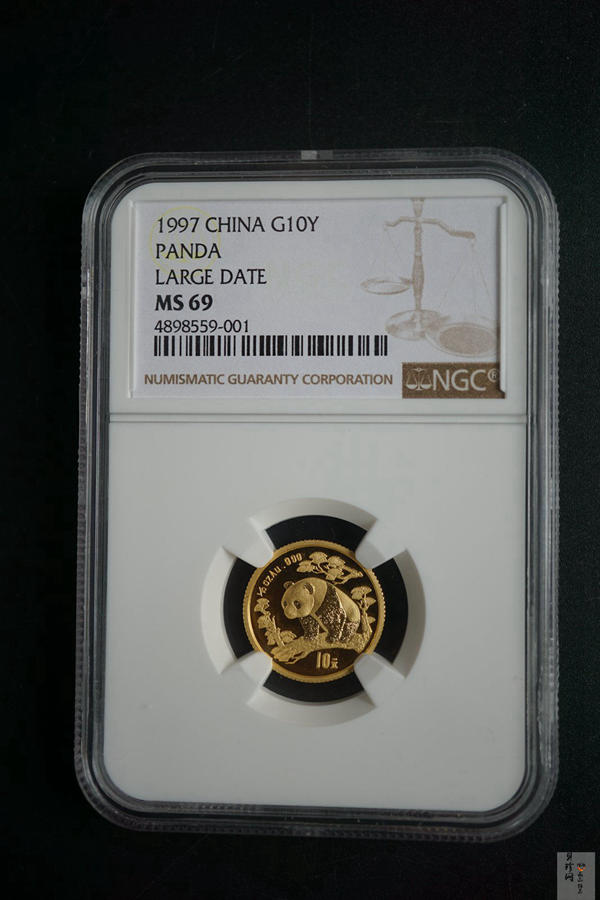 1997 CHINA G10Y
PANDA
LARGE DATE
MS 69
4898559-001
NUMISMATIC GUARANTY CORPORATION
NGC®
1/10 oz Au .999
10元